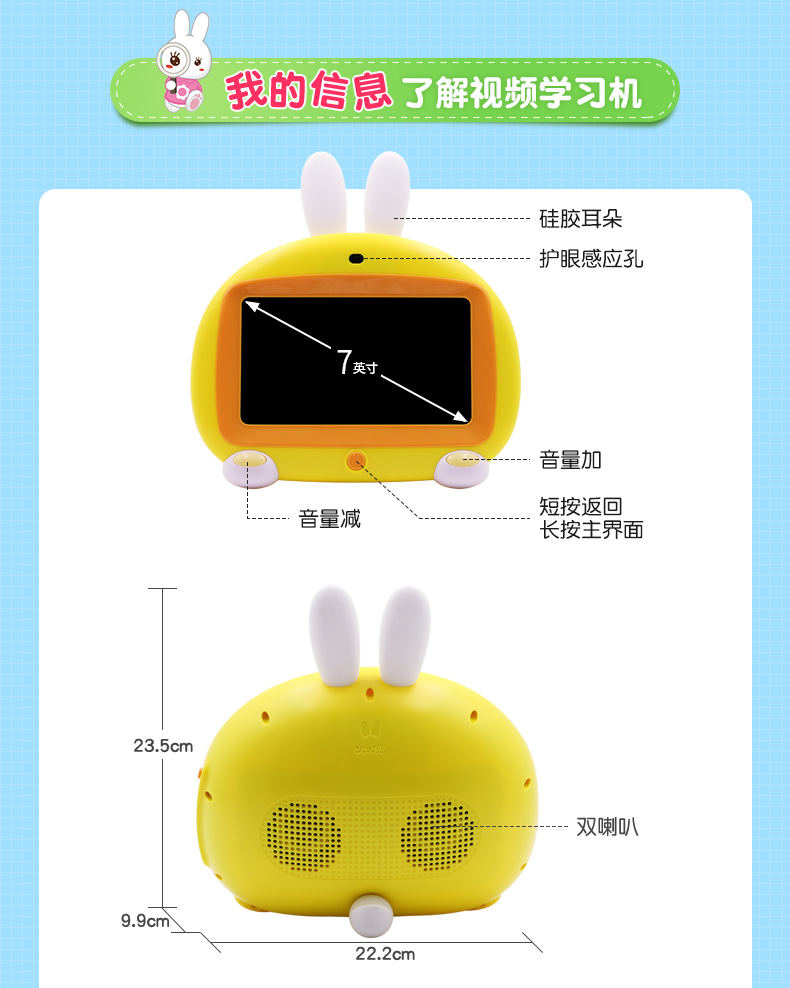 我的信息 了解视频学习机
硅胶耳朵
护眼感应孔
7英寸
音量加
音量减
短按返回
长按主界面
23.5cm
双喇叭
9.9cm
22.2cm